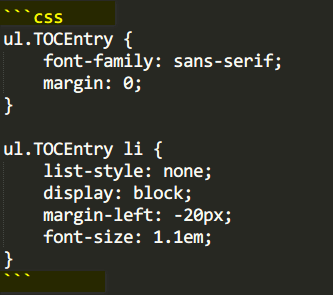 ```css
ul.TOCEntry {
    font-family: sans-serif;
    margin: 0;
}

ul.TOCEntry li {
    list-style: none;
    display: block;
    margin-left: -20px;
    font-size: 1.1em;
}
```